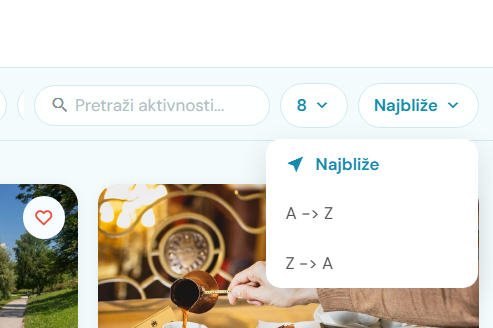 Pretraži aktivnosti...
8
Najbliže
Najbliže
A -> Z
Z -> A